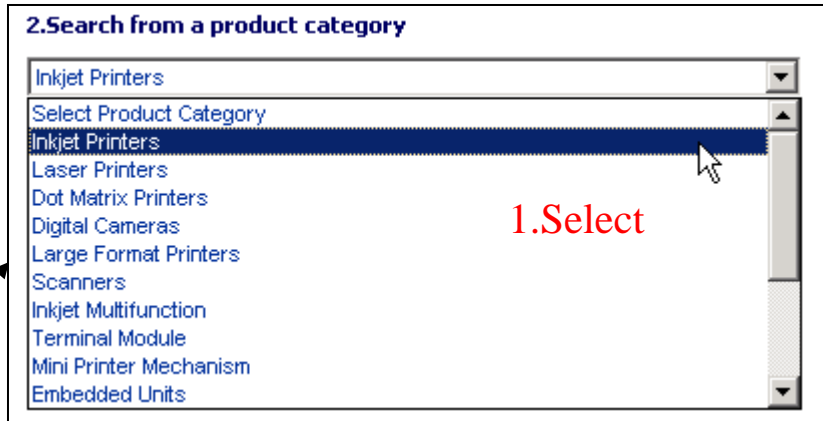 2.Search from a product category
Inkjet Printers
Select Product Category
Inkjet Printers
Laser Printers
Dot Matrix Printers
Digital Cameras
1.Select
Large Format Printers
Scanners
Inkjet Multifunction
Terminal Module
Mini Printer Mechanism
Embedded Units